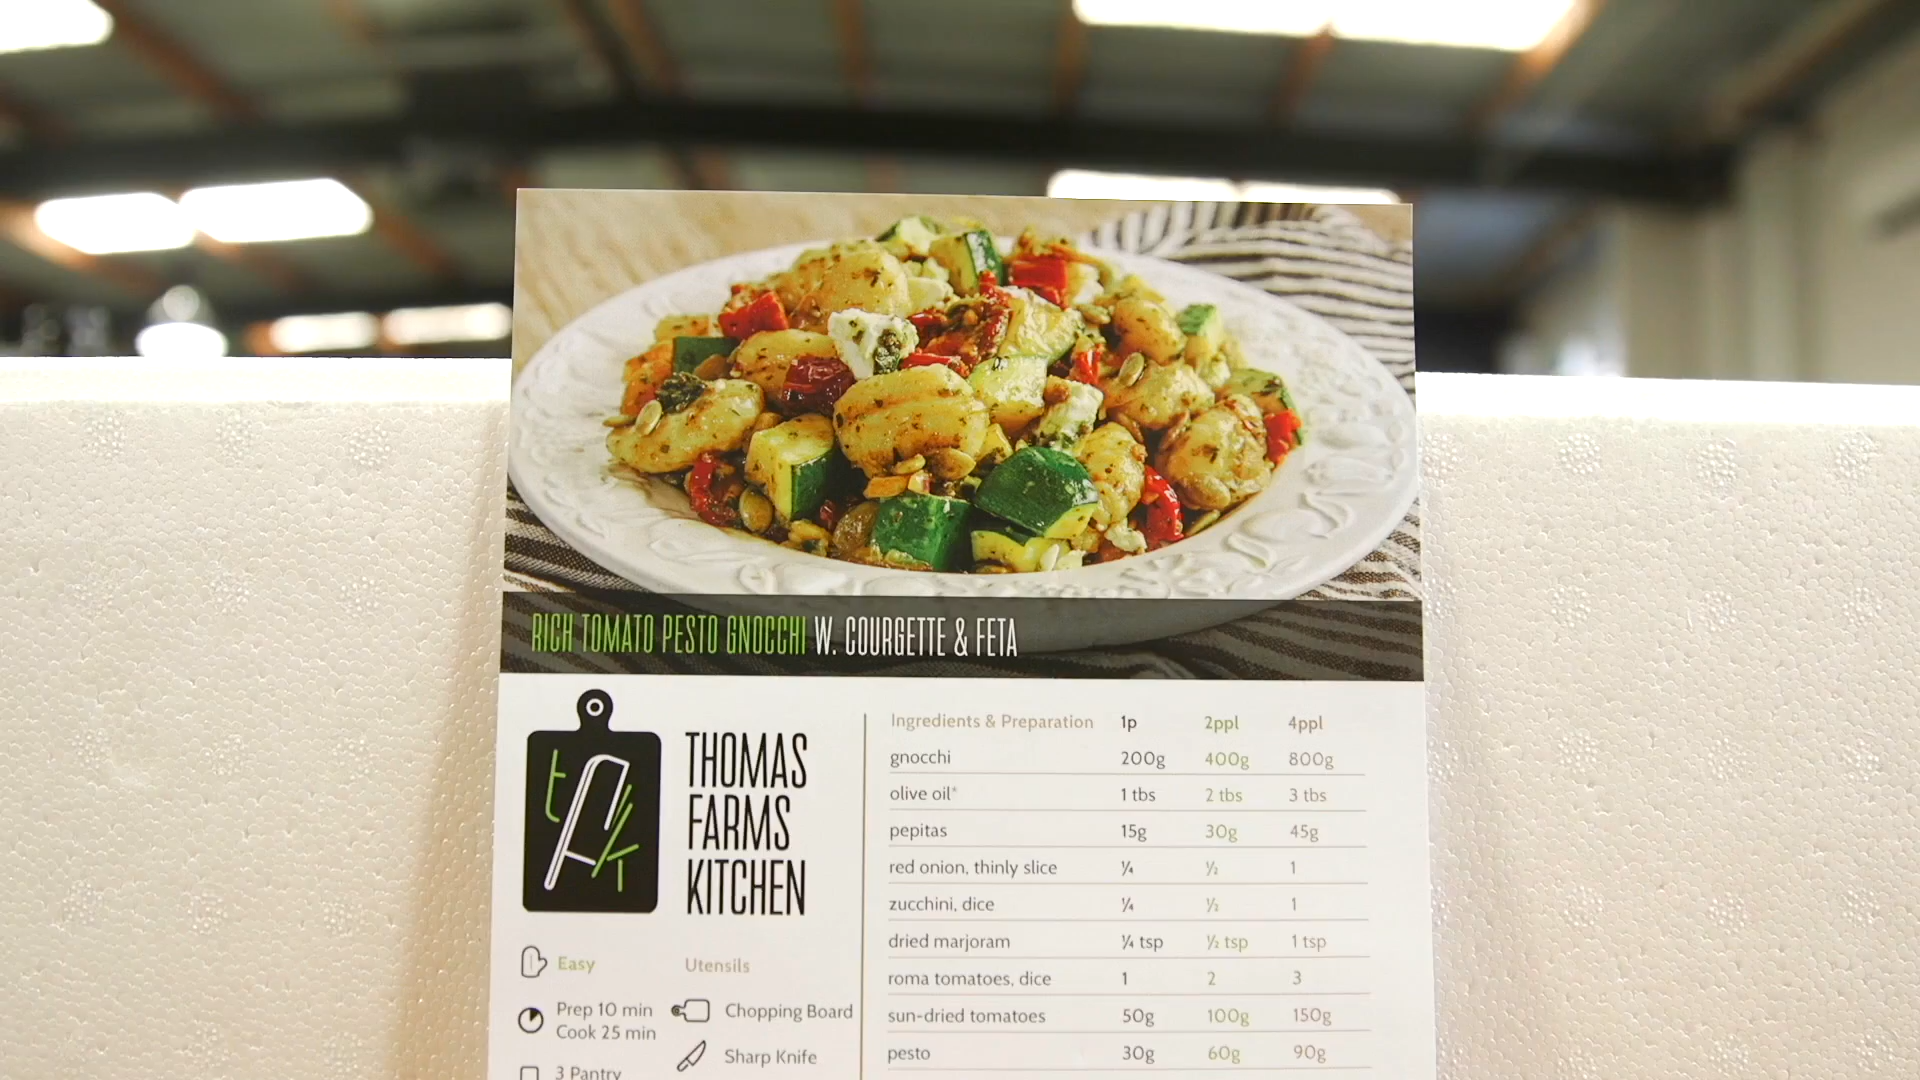 RICH TOMATO PESTO GNOCCHI W. COURGETTE & FETA
THOMAS
FARMS
KITCHEN
Easy
Utensils
Prep 10 min
Cook 25 min
Chopping Board
Sharp Knife
3 Pantry
Ingredients & Preparation 1p 2ppl 4ppl
gnocchi 200g 400g 800g
olive oil* 1 tbs 2 tbs 3 tbs
pepitas 15g 30g 45g
red onion, thinly slice ¼ ½ 1
zucchini, dice ¼ ½ 1
dried marjoram ¼ tsp ½ tsp 1 tsp
roma tomatoes, dice 1 2 3
sun-dried tomatoes 50g 100g 150g
pesto 30g 60g 90g